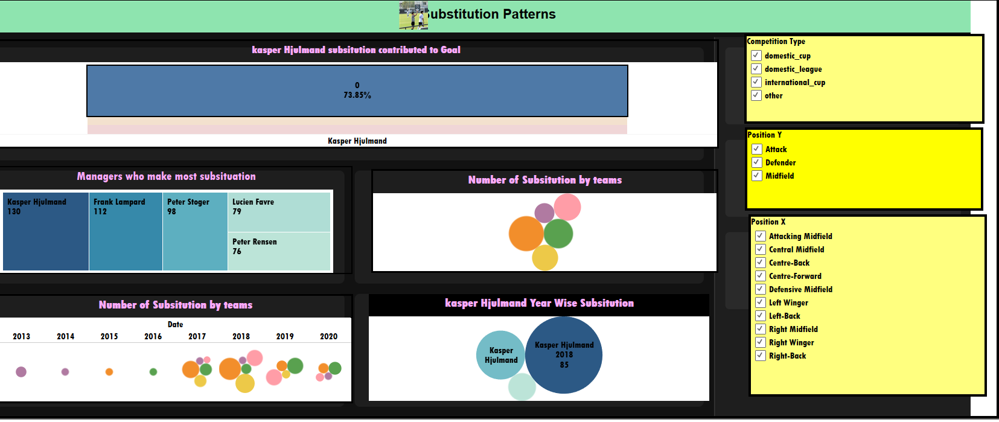 ubstitution Patterns
kasper Hjulmand subsitution contributed to Goal
0
73.85%
Kasper Hjulmand
Managers who make most subsituation
Kasper Hjulmand
130
Frank Lampard
112
Peter Stoger
98
Lucien Favre
79
Peter Rensen
76
Number of Subsitution by teams
Number of Subsitution by teams
Date
2013 2014 2015 2016 2017 2018 2019 2020
kasper Hjulmand Year Wise Subsitution
Kasper
Hjulmand
Kasper Hjulmand
2018
85
Competition Type
domestic_cup
domestic_league
international_cup
other
Position Y
Attack
Defender
Midfield
Position X
Attacking Midfield
Central Midfield
Centre-Back
Centre-Forward
Defensive Midfield
Left Winger
Left-Back
Right Midfield
Right Winger
Right-Back